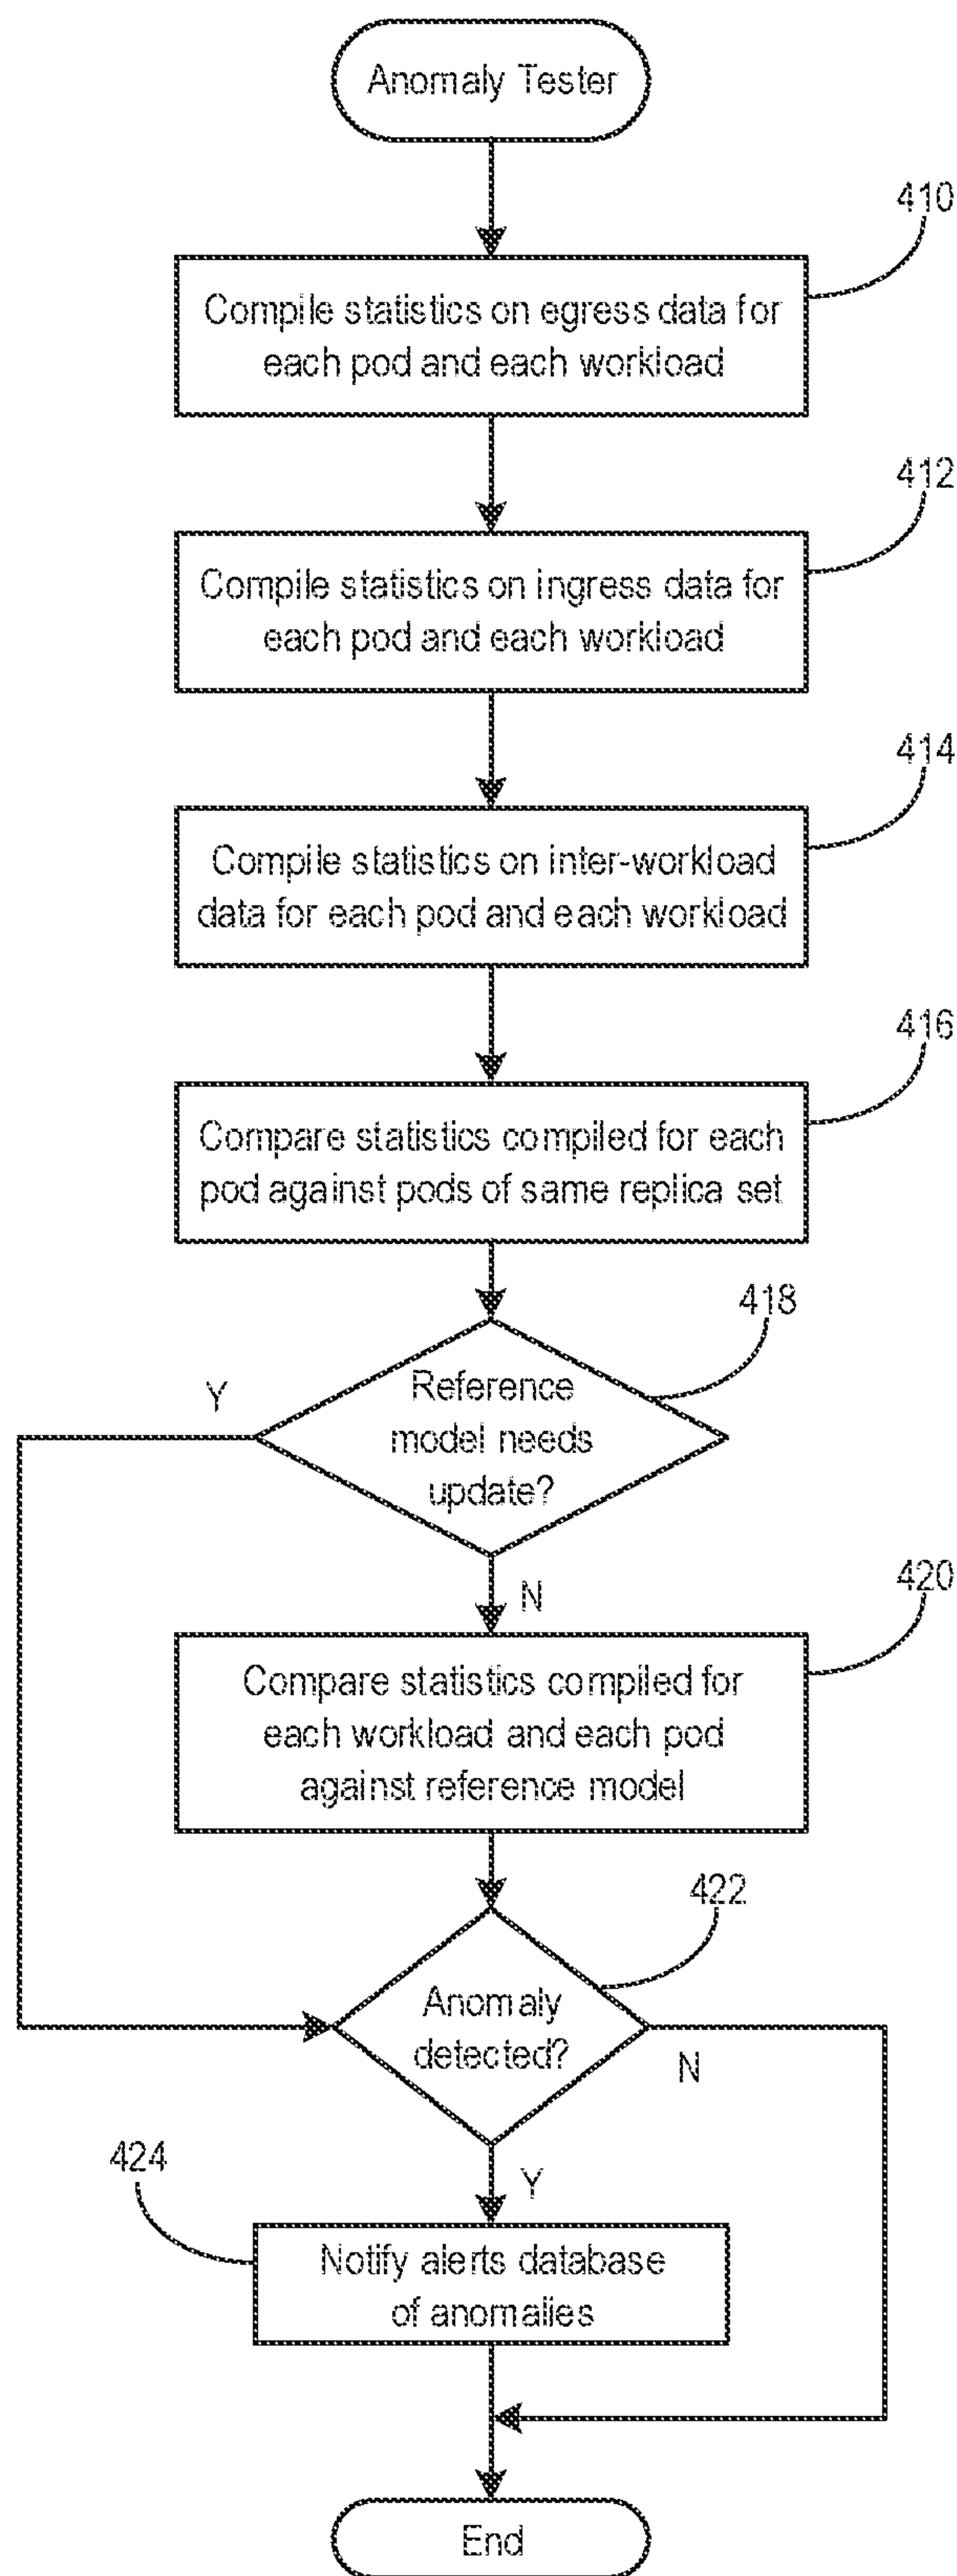 Anomaly Tester
410
Compile statistics on egress data for
each pod and each workload
412
Compile statistics on ingress data for
each pod and each workload
414
Compile statistics on inter-workload
data for each pod and each workload
416
Compare statistics compiled for each
pod against pods of same replica set
418
Y
Reference
model needs
update?
N
420
Compare statistics compiled for
each workload and each pod
against reference model
422
Anomaly
detected?
N
424
Y
Notify alerts database
of anomalies
End